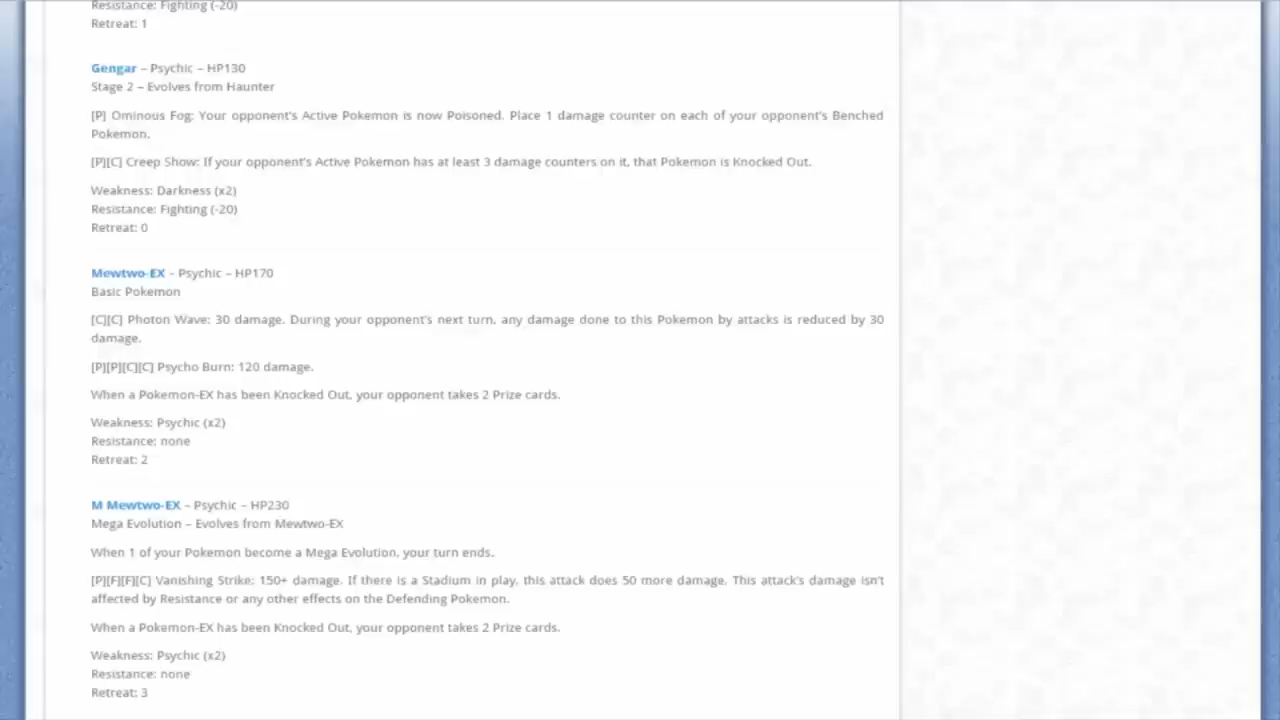 Resistance: Fighting (-20)
Retreat: 1
Gengar – Psychic – HP130
Stage 2 – Evolves from Haunter
[P] Ominous Fog: Your opponent's Active Pokemon is now Poisoned. Place 1 damage counter on each of your opponent's Benched
Pokemon.
[P][C] Creep Show: If your opponent's Active Pokemon has at least 3 damage counters on it, that Pokemon is Knocked Out.
Weakness: Darkness (x2)
Resistance: Fighting (-20)
Retreat: 0
Mewtwo-EX - Psychic – HP170
Basic Pokemon
[C][C] Photon Wave: 30 damage. During your opponent's next turn, any damage done to this Pokemon by attacks is reduced by 30
damage.
[P][P][C][C] Psycho Burn: 120 damage.
When a Pokemon-EX has been Knocked Out, your opponent takes 2 Prize cards.
Weakness: Psychic (x2)
Resistance: none
Retreat: 2
M Mewtwo-EX – Psychic – HP230
Mega Evolution – Evolves from Mewtwo-EX
When 1 of your Pokemon become a Mega Evolution, your turn ends.
[P][F][F][C] Vanishing Strike: 150+ damage. If there is a Stadium in play, this attack does 50 more damage. This attack's damage isn't
affected by Resistance or any other effects on the Defending Pokemon.
When a Pokemon-EX has been Knocked Out, your opponent takes 2 Prize cards.
Weakness: Psychic (x2)
Resistance: none
Retreat: 3